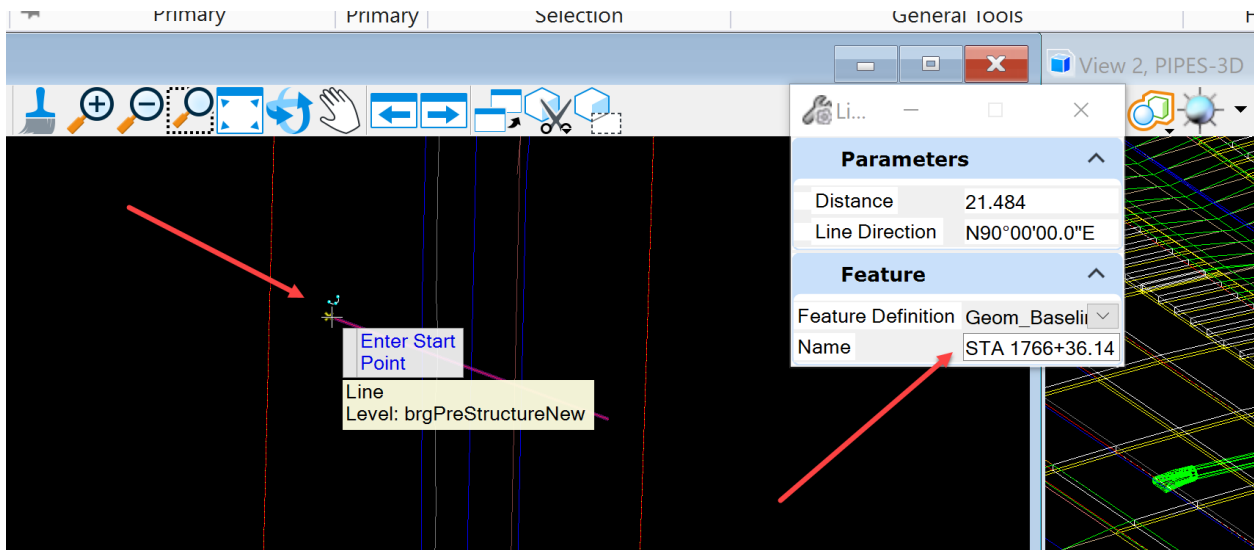 Primary
Primary
Selection
General Tools
View 2, PIPES-3D
Li...
Parameters
Distance 21.484
Line Direction N90°00'00.0"E
Feature
Feature Definition Geom_Baseli
Name STA 1766+36.14
Enter Start
Point
Line
Level: brgPreStructureNew